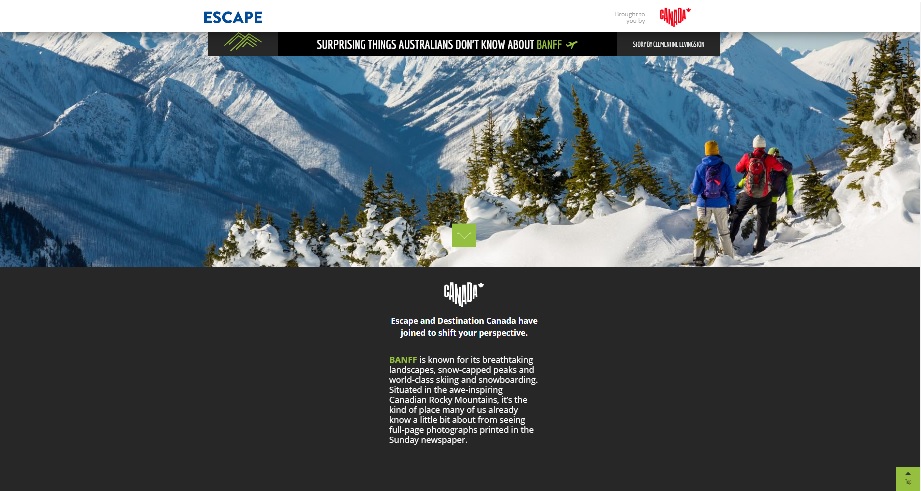 ESCAPE
Brought to
you by
CANADA
SURPRISING THINGS AUSTRALIANS DON'T KNOW ABOUT BANFF
STORY BY CLEMENTINE LEVINGSTON
CANADA
Escape and Destination Canada have
joined to shift your perspective.
BANFF is known for its breathtaking
landscapes, snow-capped peaks and
world-class skiing and snowboarding.
Situated in the awe-inspiring
Canadian Rocky Mountains, it's the
kind of place many of us already
know a little bit about from seeing
full-page photographs printed in the
Sunday newspaper.